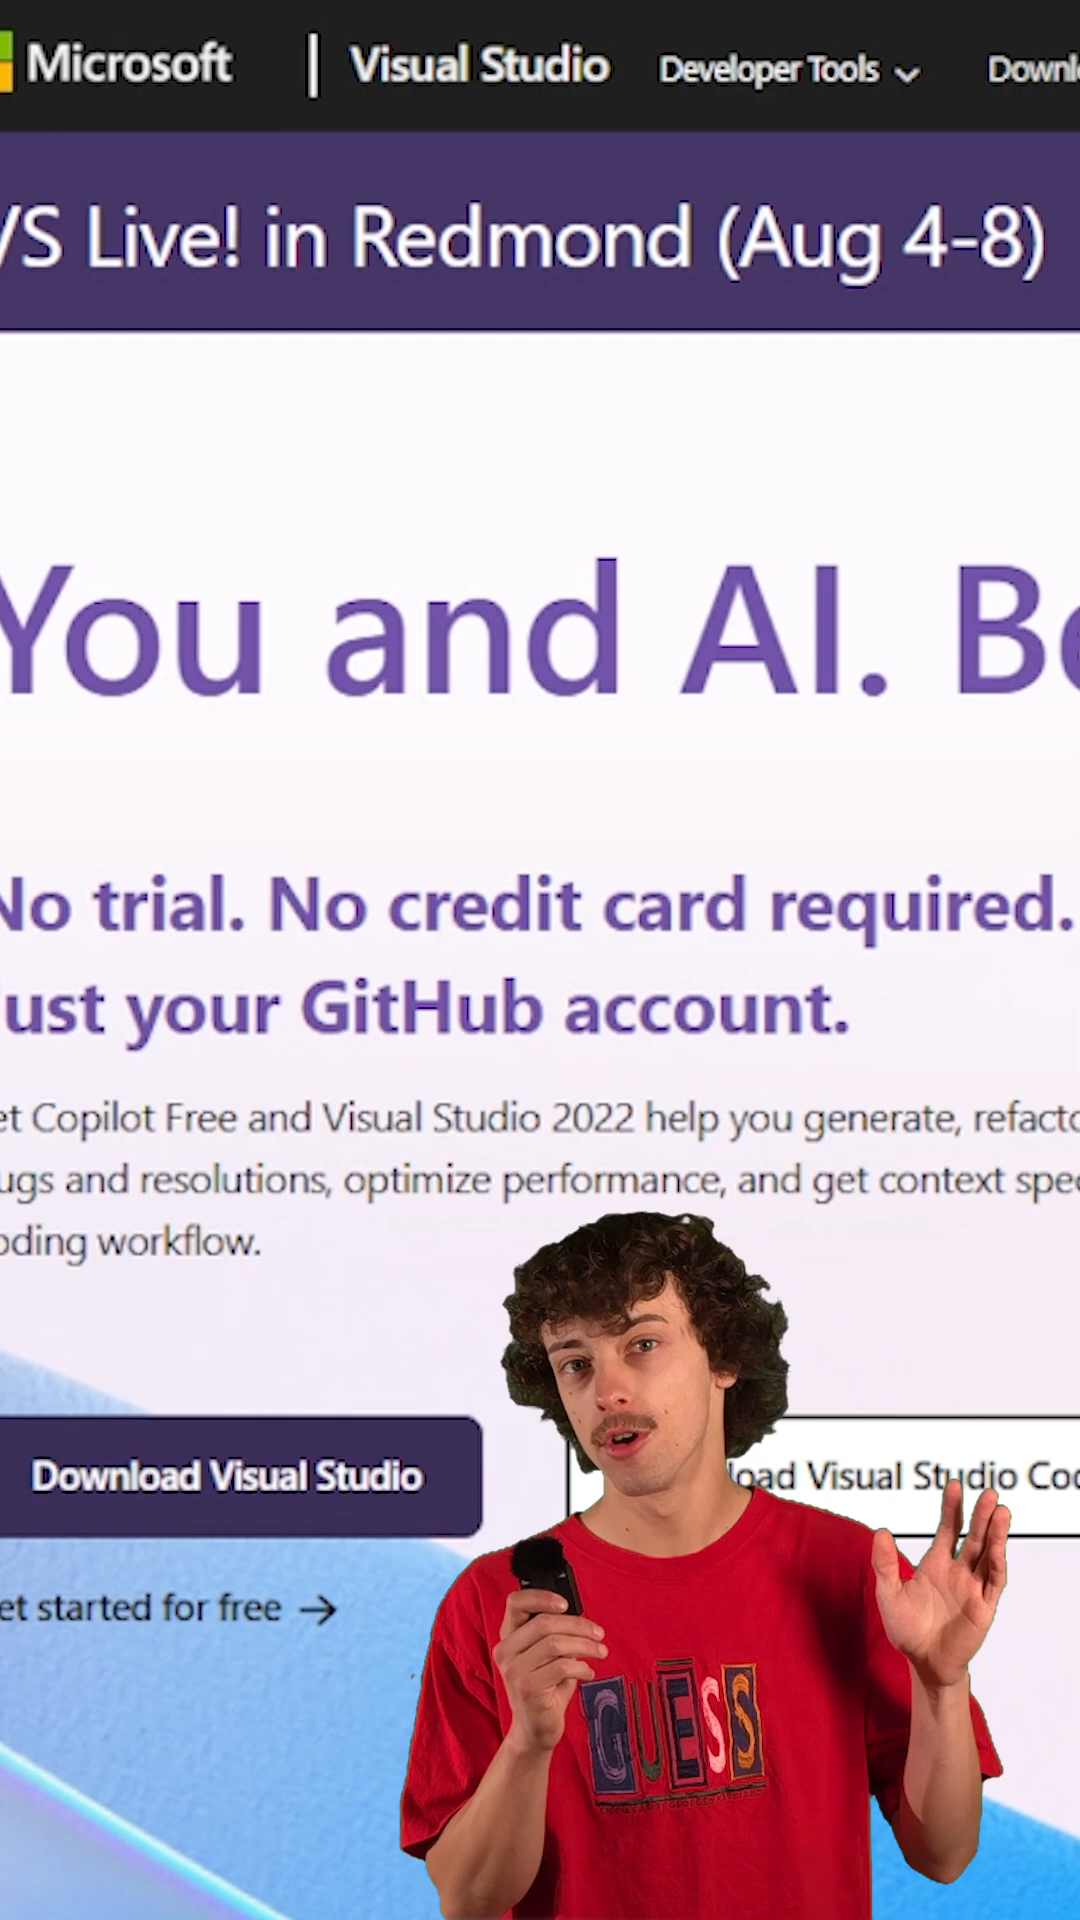 Microsoft | Visual Studio Developer Tools Downl
VS Live! in Redmond (Aug 4-8)
You and AI. Be
No trial. No credit card required.
Just your GitHub account.
et Copilot Free and Visual Studio 2022 help you generate, refacto
ugs and resolutions, optimize performance, and get context spe
oding workflow.
Download Visual Studio
load Visual Studio Cod
et started for free →
GUESS